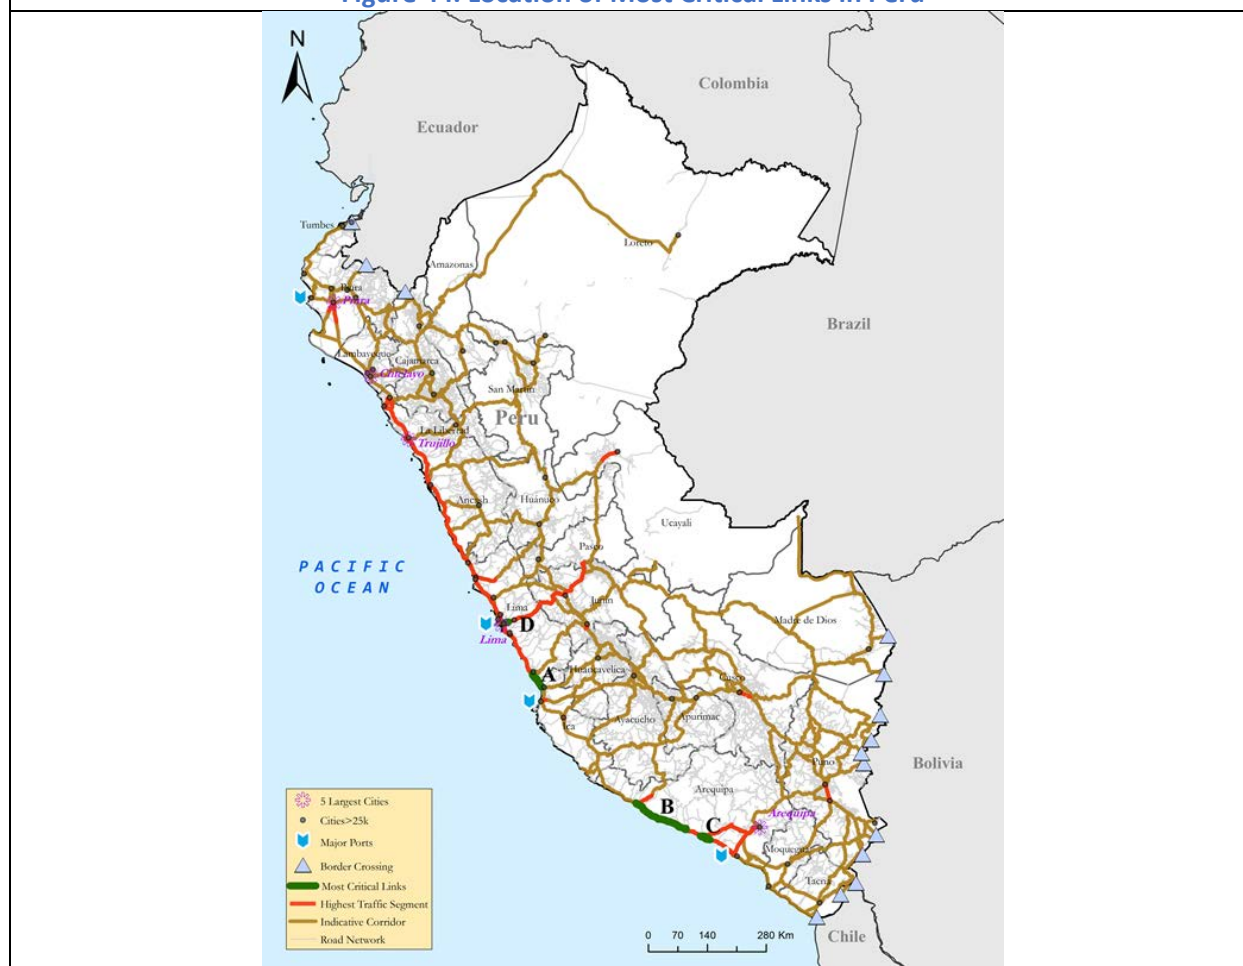 Figure 44. Location of Most Critical Links in Peru
N
Colombia
Ecuador
Tumbes
Loreto
Amazonas
Piura
Piura
Brazil
Lambayeque
Cajamarca
Chiclayo
San Martin
Peru
La Libertad
Trujillo
Ancash
Huánuco
Ucayali
Pasco
PACIFIC
OCEAN
Lima
Junin
D
Madre de Dios
Lima
A
Huancavelica
Cusco
Ica
Ayacucho
Apurimac
Puno
Bolivia
Arequipa
B
Arequipa
C
Moquegua
Tacna
Chile
5 Largest Cities
Cities>25k
Major Ports
Border Crossing
Most Critical Links
Highest Traffic Segment
Indicative Corridor
Road Network
0 70 140 280 Km